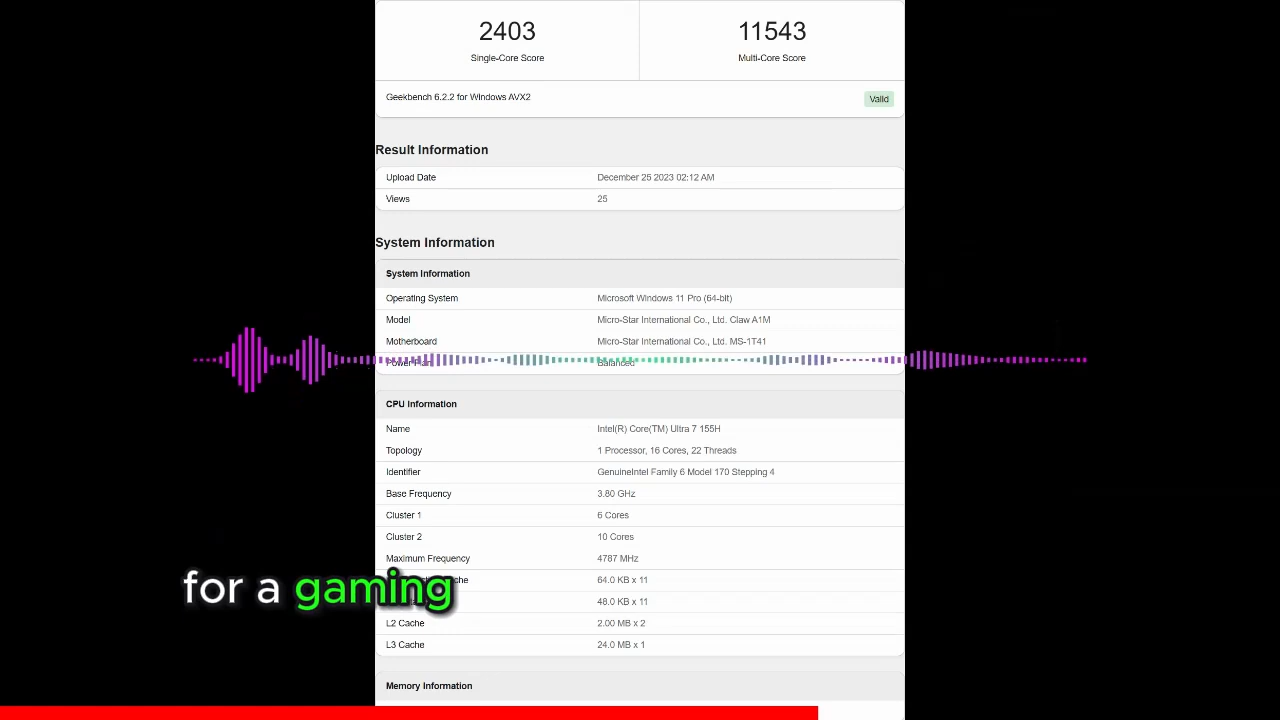 2403 11543
Single-Core Score Multi-Core Score
Geekbench 6.2.2 for Windows AVX2 Valid
Result Information
Upload Date December 25 2023 02:12 AM
Views 25
System Information
System Information
Operating System Microsoft Windows 11 Pro (64-bit)
Model Micro-Star International Co., Ltd. Claw A1M
Motherboard Micro-Star International Co., Ltd. MS-1T41
Power Plan Balanced
CPU Information
Name Intel(R) Core(TM) Ultra 7 155H
Topology 1 Processor, 16 Cores, 22 Threads
Identifier GenuineIntel Family 6 Model 170 Stepping 4
Base Frequency 3.80 GHz
Cluster 1 6 Cores
Cluster 2 10 Cores
Maximum Frequency 4787 MHz
64.0 KB x 11
for a gaming
48.0 KB x 11
L2 Cache 2.00 MB x 2
L3 Cache 24.0 MB x 1
Memory Information